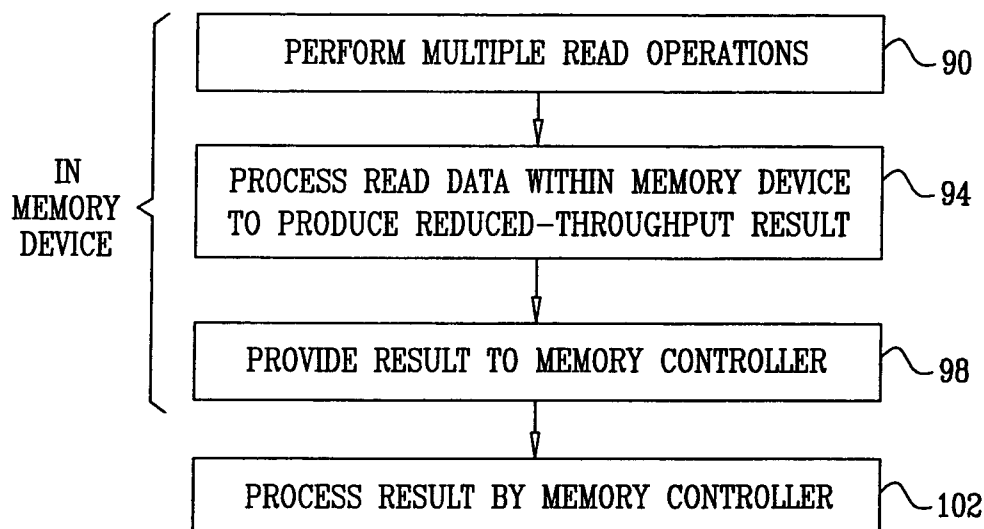 PERFORM MULTIPLE READ OPERATIONS
90
IN
MEMORY
DEVICE
PROCESS READ DATA WITHIN MEMORY DEVICE
TO PRODUCE REDUCED-THROUGHPUT RESULT
94
PROVIDE RESULT TO MEMORY CONTROLLER
98
PROCESS RESULT BY MEMORY CONTROLLER
102